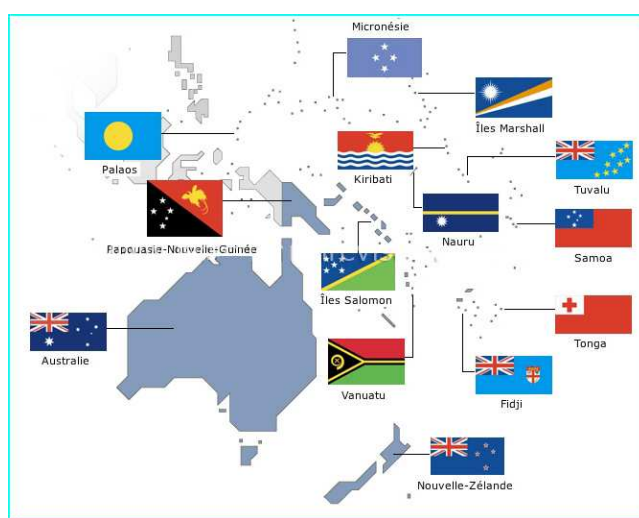 Micronésie
Îles Marshall
Palaos
Kiribati
Tuvalu
Papouasie-Nouvelle-Guinée
Nauru
Samoa
Îles Salomon
Australie
Tonga
Vanuatu
Fidji
Nouvelle-Zélande